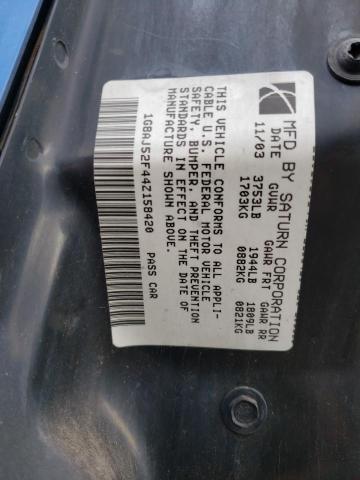 MFD BY SATURN CORPORATION
DATE GVWR GAWR FRT GAWR RR
11/03 3753LB 1944LB 1809LB
1703KG 0882KG 0821KG
THIS VEHICLE CONFORMS TO ALL APPLI-
CABLE U.S. FEDERAL MOTOR VEHICLE
SAFETY, BUMPER, AND THEFT PREVENTION
STANDARDS IN EFFECT ON THE DATE OF
MANUFACTURE SHOWN ABOVE.
1G8AJ52F44Z158420 PASS CAR